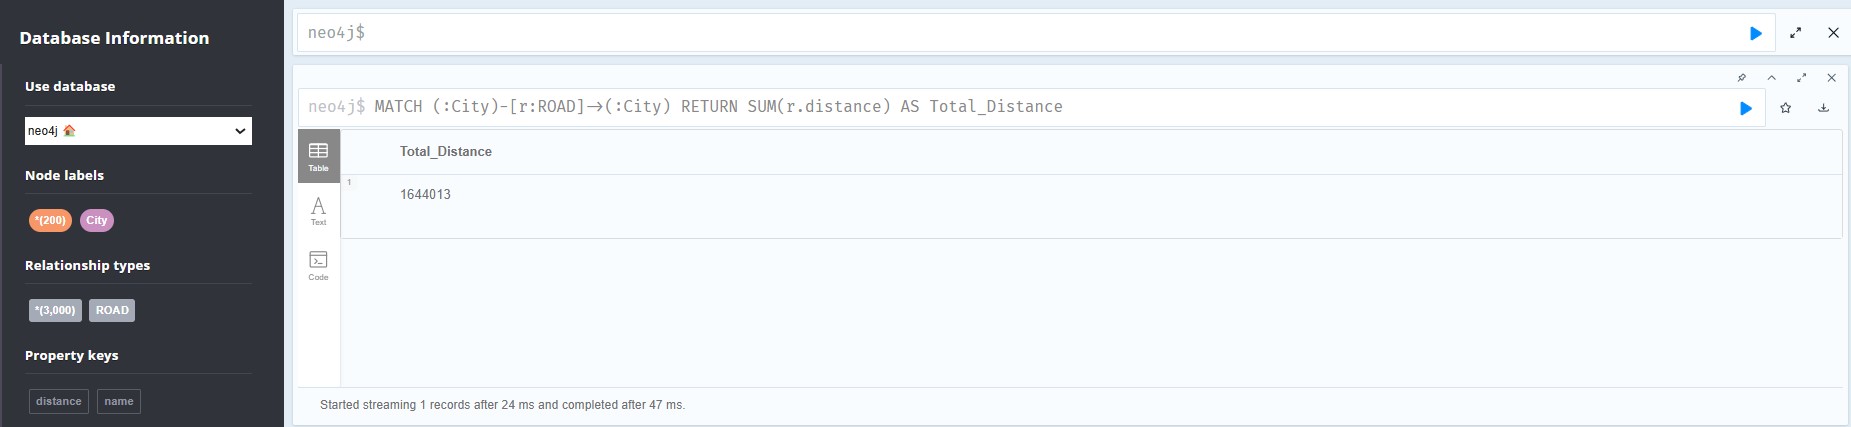 Database Information
Use database
neo4j
Node labels
*(200) City
Relationship types
*(3,000) ROAD
Property keys
distance name
neo4j$
neo4j$ MATCH (:City)-[r:ROAD]->(:City) RETURN SUM(r.distance) AS Total_Distance
Table
Text
Code
Total_Distance
1
1644013
Started streaming 1 records after 24 ms and completed after 47 ms.